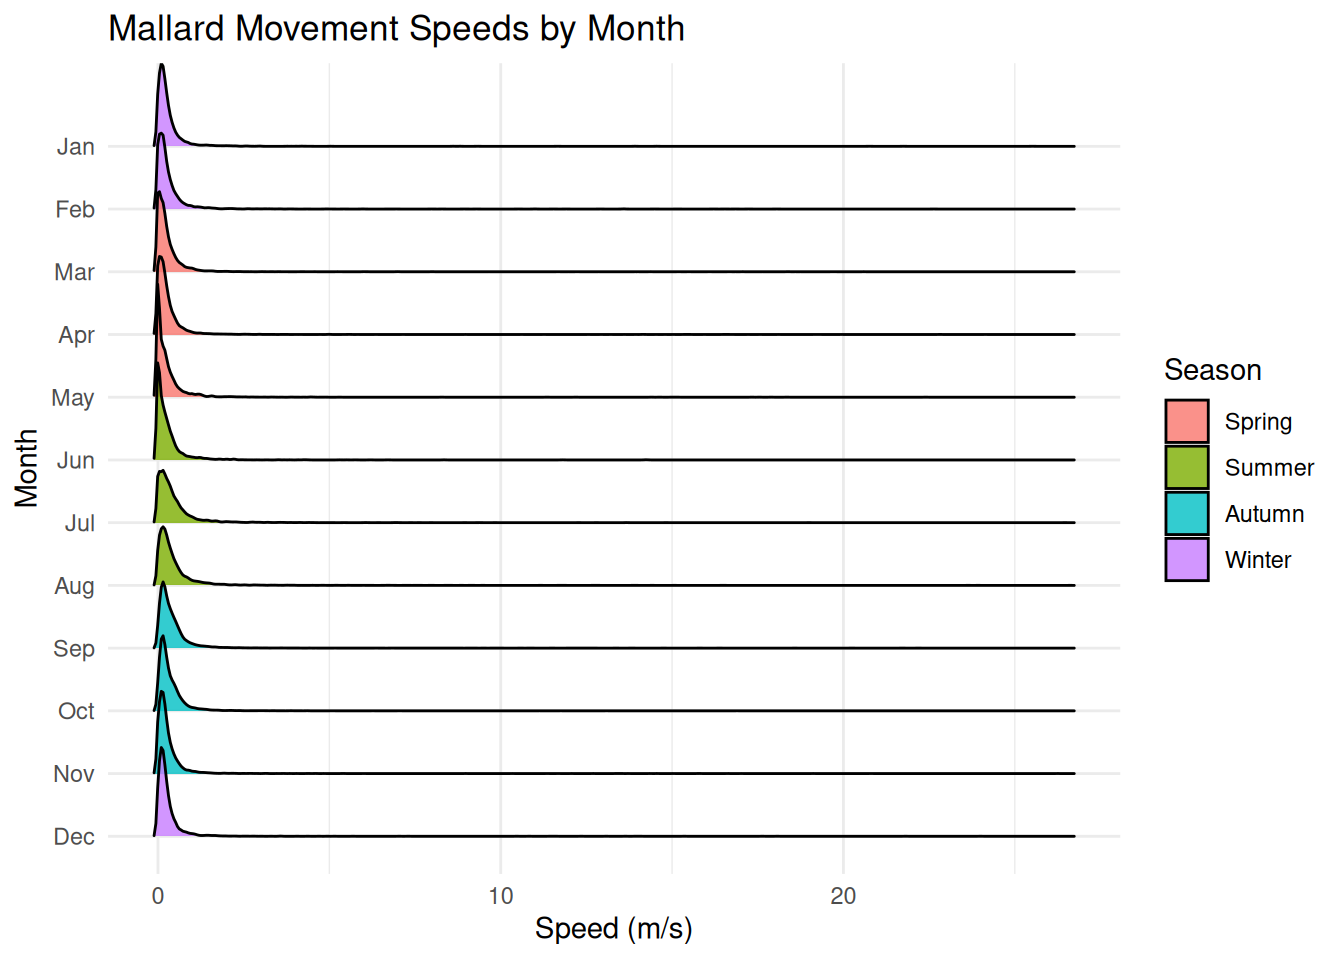 Mallard Movement Speeds by Month
Jan
Feb
Mar
Apr
May
Jun
Jul
Aug
Sep
Oct
Nov
Dec
Month
0
10
20
Speed (m/s)
Season
Spring
Summer
Autumn
Winter